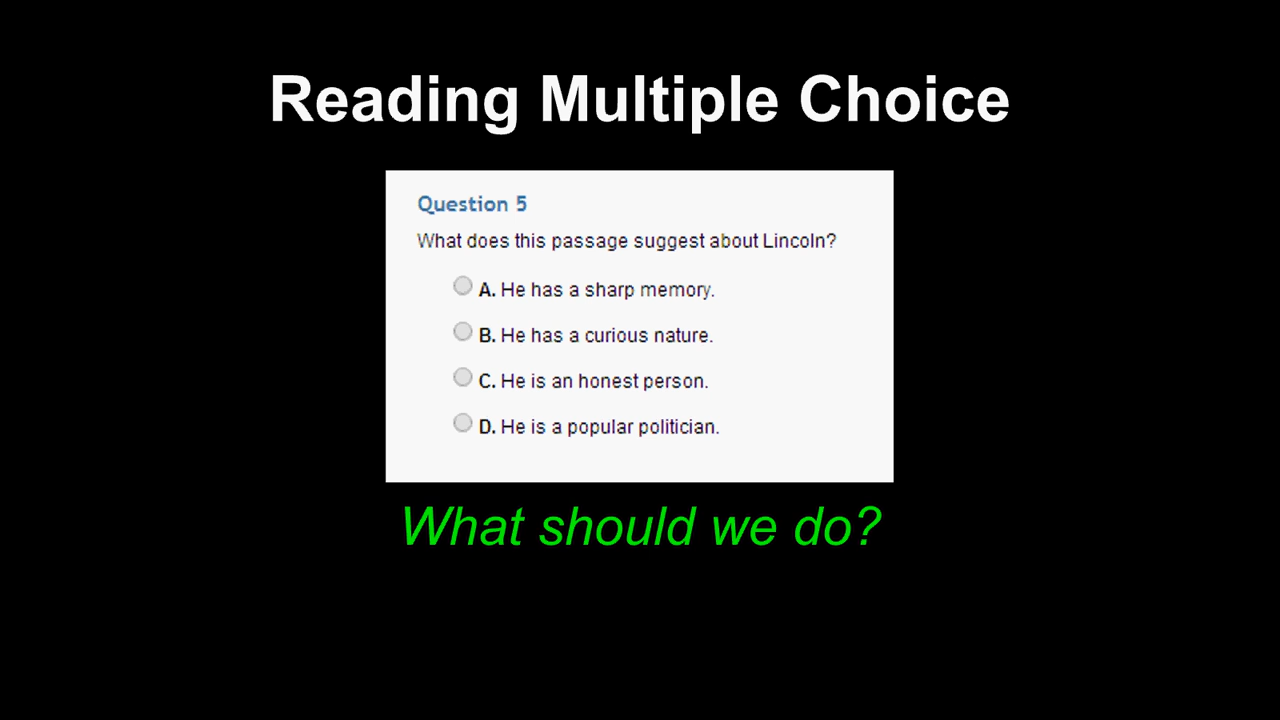 Reading Multiple Choice
Question 5
What does this passage suggest about Lincoln?
A. He has a sharp memory.
B. He has a curious nature.
C. He is an honest person.
D. He is a popular politician.
What should we do?